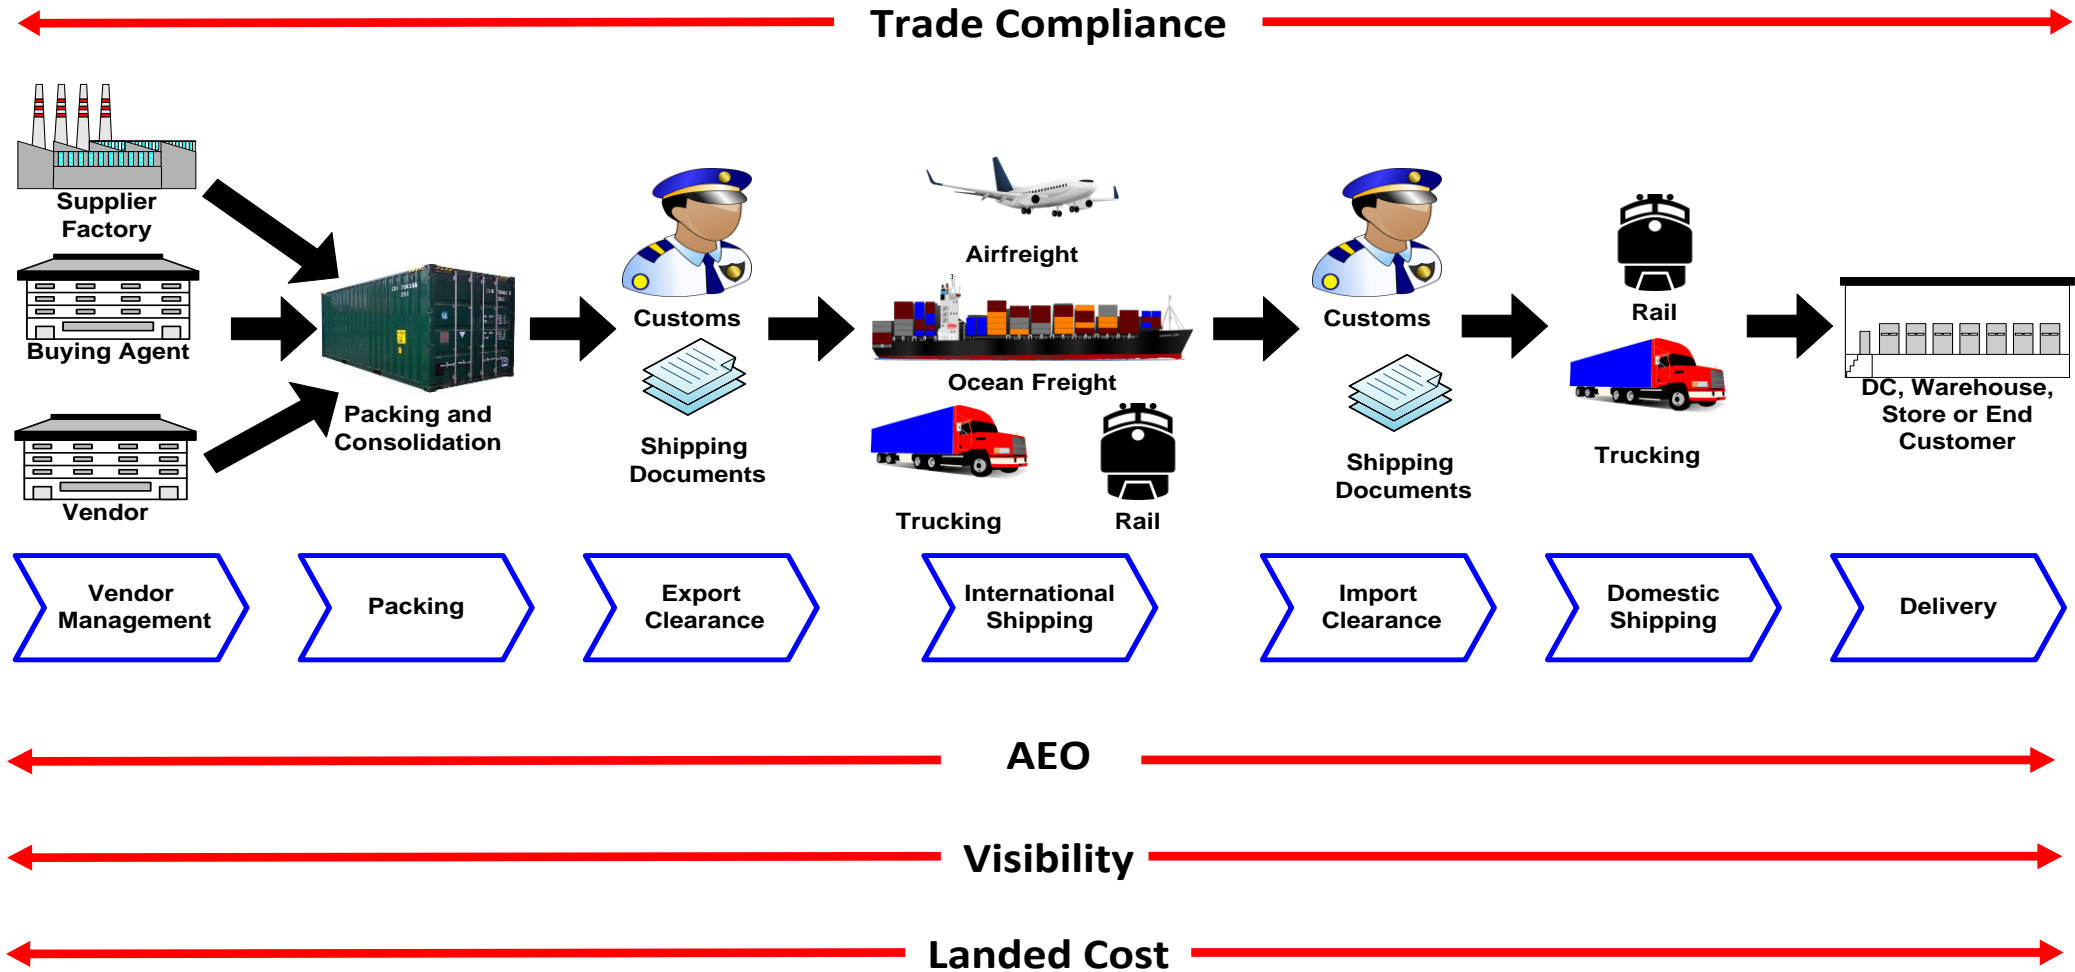 Trade Compliance
Supplier
Factory
Buying Agent
Vendor
Packing and
Consolidation
Customs
Shipping
Documents
Airfreight
Ocean Freight
Trucking
Rail
Customs
Shipping
Documents
Rail
Trucking
DC, Warehouse,
Store or End
Customer
Vendor
Management
Packing
Export
Clearance
International
Shipping
Import
Clearance
Domestic
Shipping
Delivery
AEO
Visibility
Landed Cost